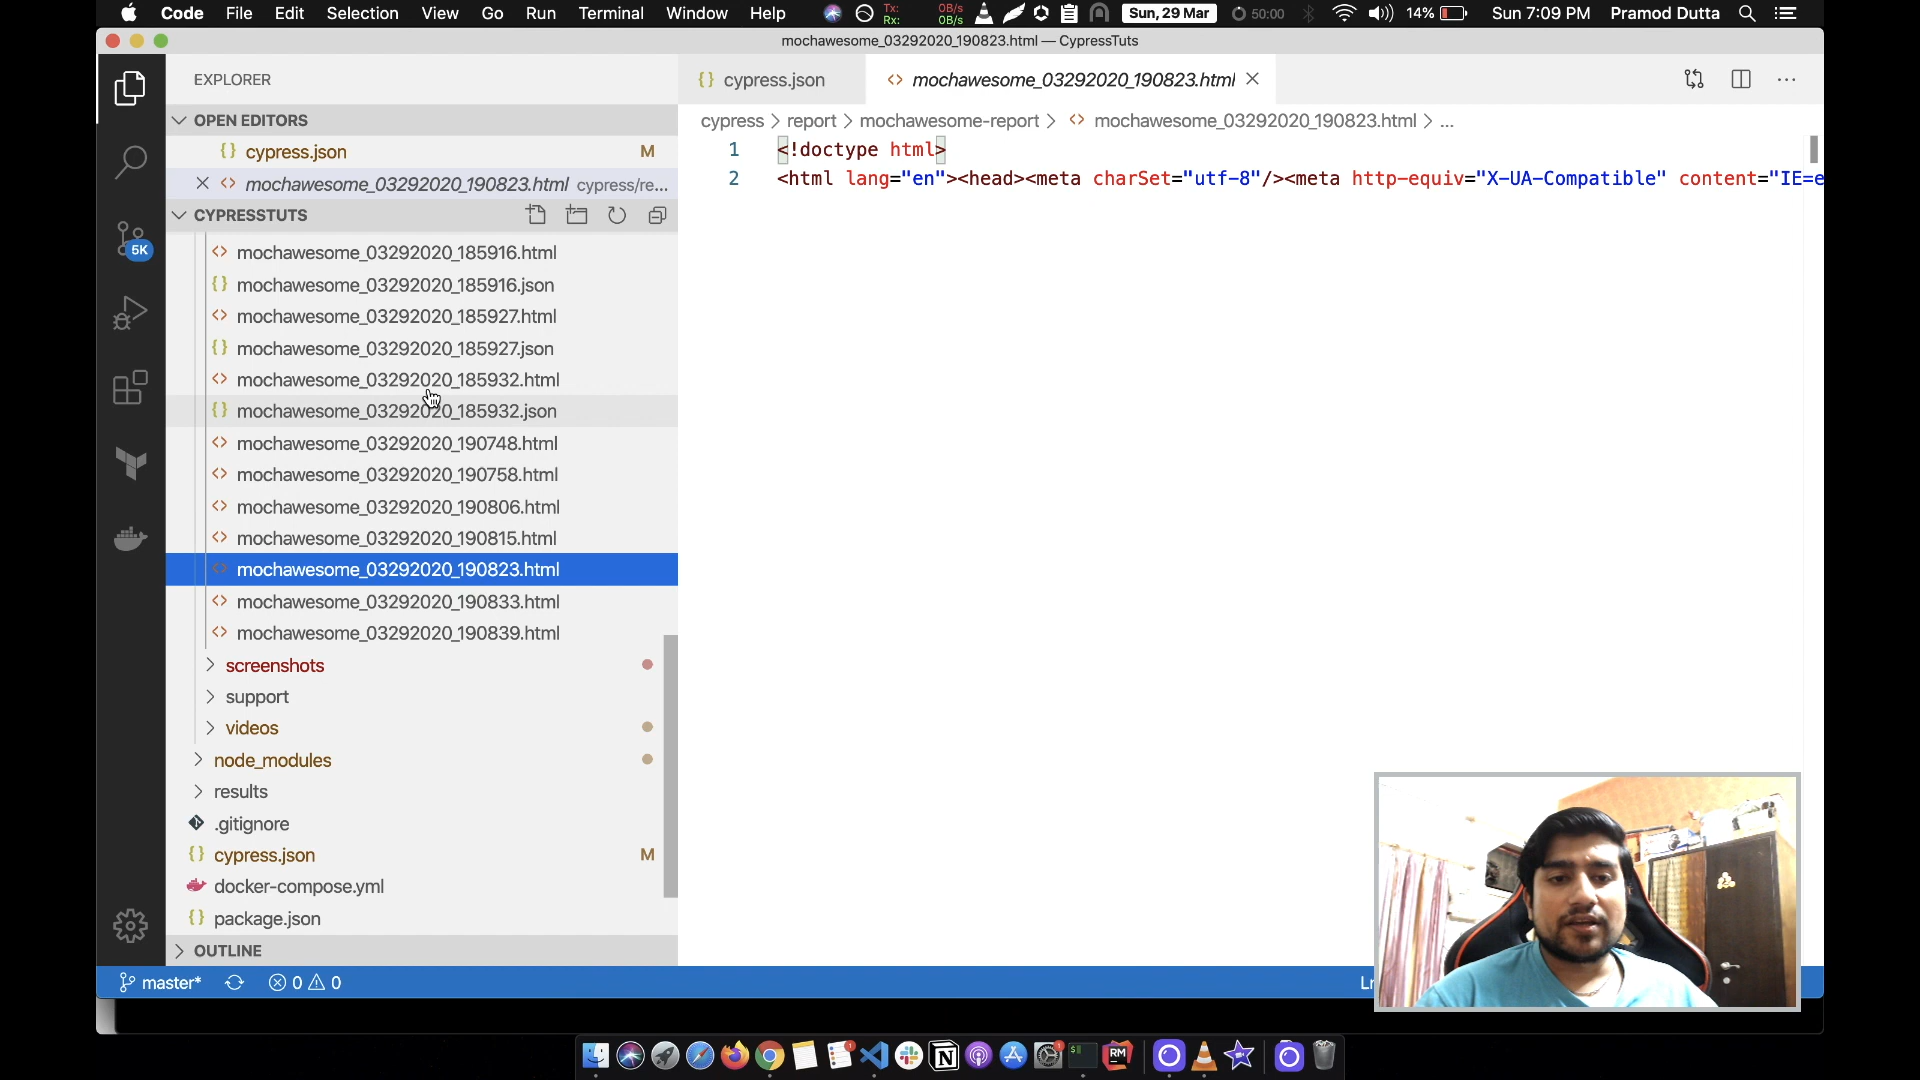 Code File Edit Selection View Go Run Terminal Window Help Tx: Rx: 0B/s 0B/s Sun, 29 Mar 50:00 14% Sun 7:09 PM Pramod Dutta
mochawesome_03292020_190823.html — CypressTuts
EXPLORER
OPEN EDITORS
cypress.json M
mochawesome_03292020_190823.html cypress/re...
CYPRESSTUTS
mochawesome_03292020_185916.html
mochawesome_03292020_185916.json
mochawesome_03292020_185927.html
mochawesome_03292020_185927.json
mochawesome_03292020_185932.html
mochawesome_03292020_185932.json
mochawesome_03292020_190748.html
mochawesome_03292020_190758.html
mochawesome_03292020_190806.html
mochawesome_03292020_190815.html
mochawesome_03292020_190823.html
mochawesome_03292020_190833.html
mochawesome_03292020_190839.html
screenshots
support
videos
node_modules
results
.gitignore
cypress.json M
docker-compose.yml
package.json
OUTLINE
5K
cypress.json
mochawesome_03292020_190823.html
cypress > report > mochawesome-report > mochawesome_03292020_190823.html > ...
1 <!doctype html>
2 <html lang="en"><head><meta charSet="utf-8"/><meta http-equiv="X-UA-Compatible" content="IE=e
master* 0 0
RM